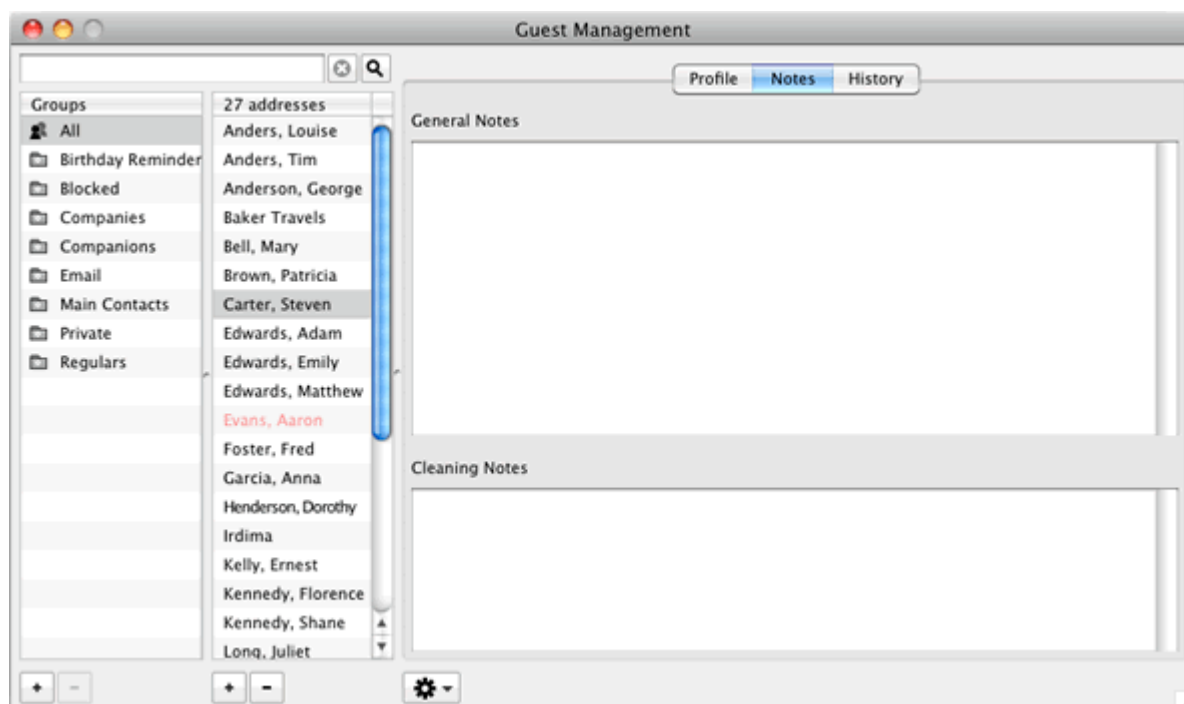 Guest Management
Profile Notes History
Groups
All
Birthday Reminder
Blocked
Companies
Companions
Email
Main Contacts
Private
Regulars
27 addresses
Anders, Louise
Anders, Tim
Anderson, George
Baker Travels
Bell, Mary
Brown, Patricia
Carter, Steven
Edwards, Adam
Edwards, Emily
Edwards, Matthew
Evans, Aaron
Foster, Fred
Garcia, Anna
Henderson, Dorothy
Irdima
Kelly, Ernest
Kennedy, Florence
Kennedy, Shane
Long, Juliet
General Notes
Cleaning Notes